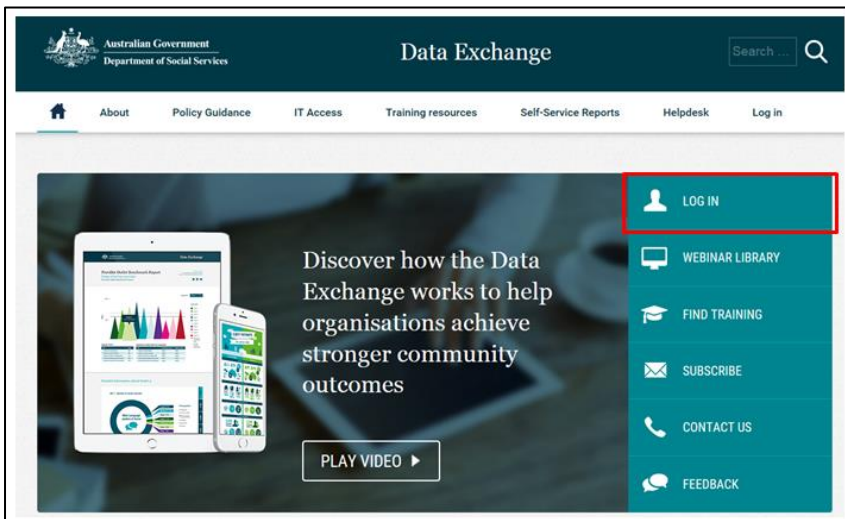 Australian Government
Department of Social Services
Data Exchange
Search ...
About
Policy Guidance
IT Access
Training resources
Self-Service Reports
Helpdesk
Log in
LOG IN
WEBINAR LIBRARY
FIND TRAINING
SUBSCRIBE
CONTACT US
FEEDBACK
Discover how the Data
Exchange works to help
organisations achieve
stronger community
outcomes
PLAY VIDEO